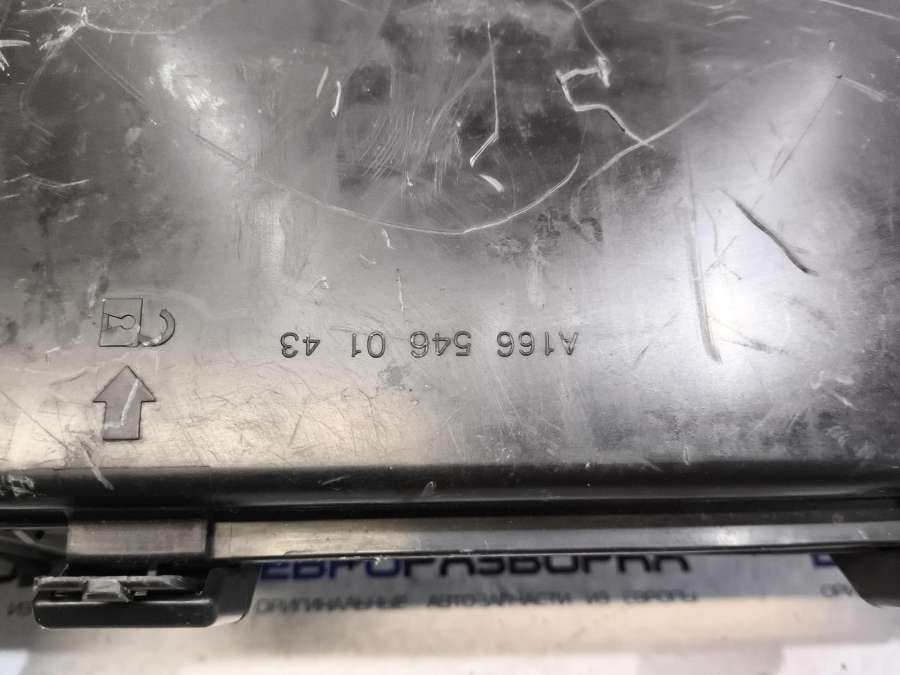 A166 546 01 43
ЕВРОРАЗБОРКА
ОРИГИНАЛЬНЫЕ АВТОЗАПЧАСТИ ИЗ ЕВРОПЫ